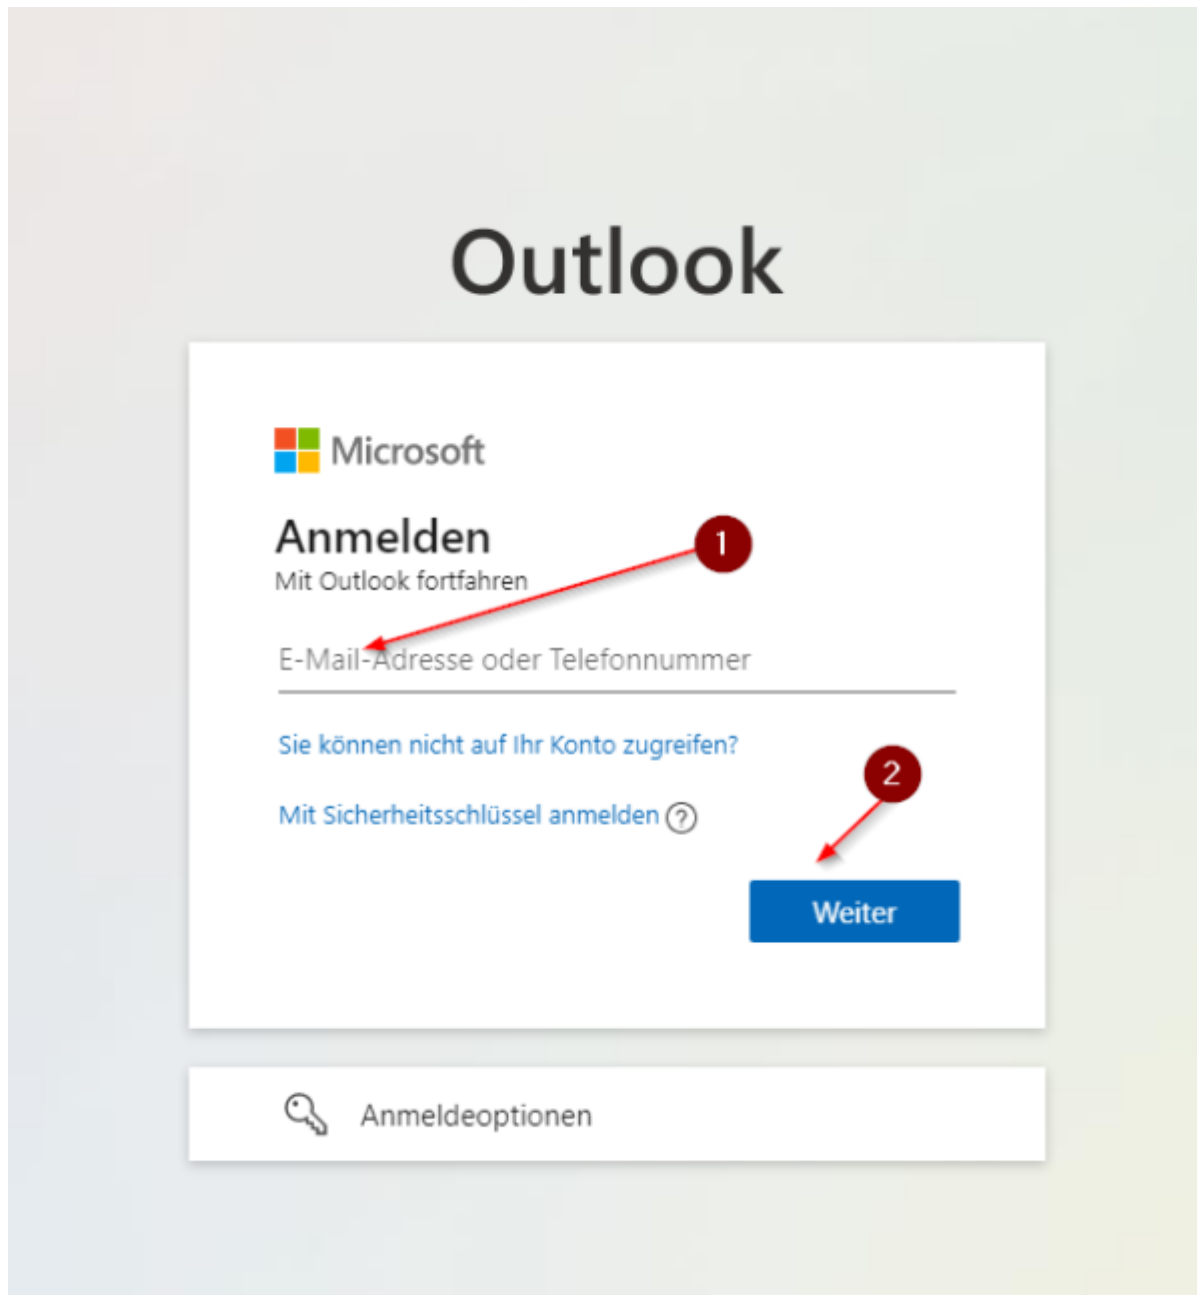 Outlook
Microsoft
Anmelden
1
Mit Outlook fortfahren
E-Mail-Adresse oder Telefonnummer
Sie können nicht auf Ihr Konto zugreifen?
2
Mit Sicherheitsschlüssel anmelden ?
Weiter
Anmeldeoptionen